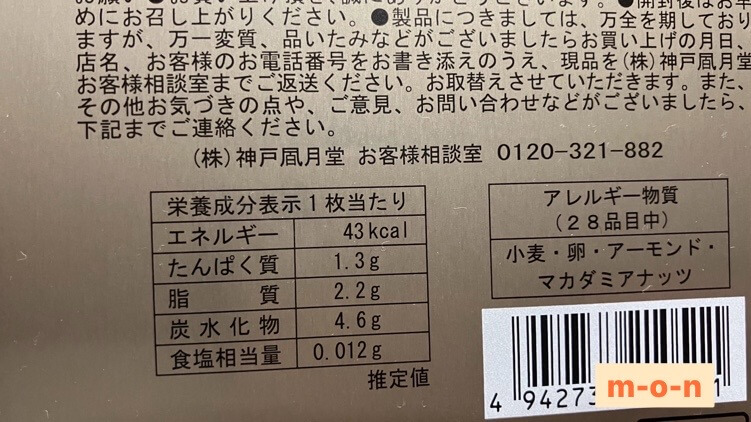 めにお召し上がりください。●製品につきましては、万全を期しており
ますが、万一変質、品いたみなどがございましたらお買い上げの月日、
店名、お客様のお電話番号をお書き添えのうえ、現品を(株)神戸凮月堂
お客様相談室までご返送ください。お取替えさせていただきます。また、
その他お気づきの点や、ご意見、お問い合わせなどがございましたら、
下記までご連絡ください。
(株)神戸凮月堂 お客様相談室 0120-321-882
栄養成分表示1枚当たり
エネルギー 43kcal
たんぱく質 1.3g
脂質 2.2g
炭水化物 4.6g
食塩相当量 0.012g
推定値
アレルギー物質
(28品目中)
小麦・卵・アーモンド・
マカダミアナッツ
4 94273
m-o-n
1